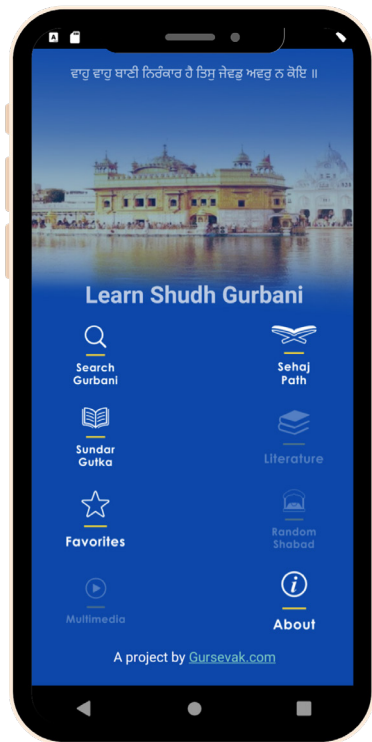 A
ਵਾਹੁ ਵਾਹੁ ਬਾਣੀ ਨਿਰੰਕਾਰ ਹੈ ਤਿਸੁ ਜੇਵਡੁ ਅਵਰੁ ਨ ਕੋਇ ॥
Learn Shudh Gurbani
Search
Gurbani
Sehaj
Path
Sundar
Gutka
Literature
Favorites
Random
Shabad
Multimedia
About
A project by Gursevak.com